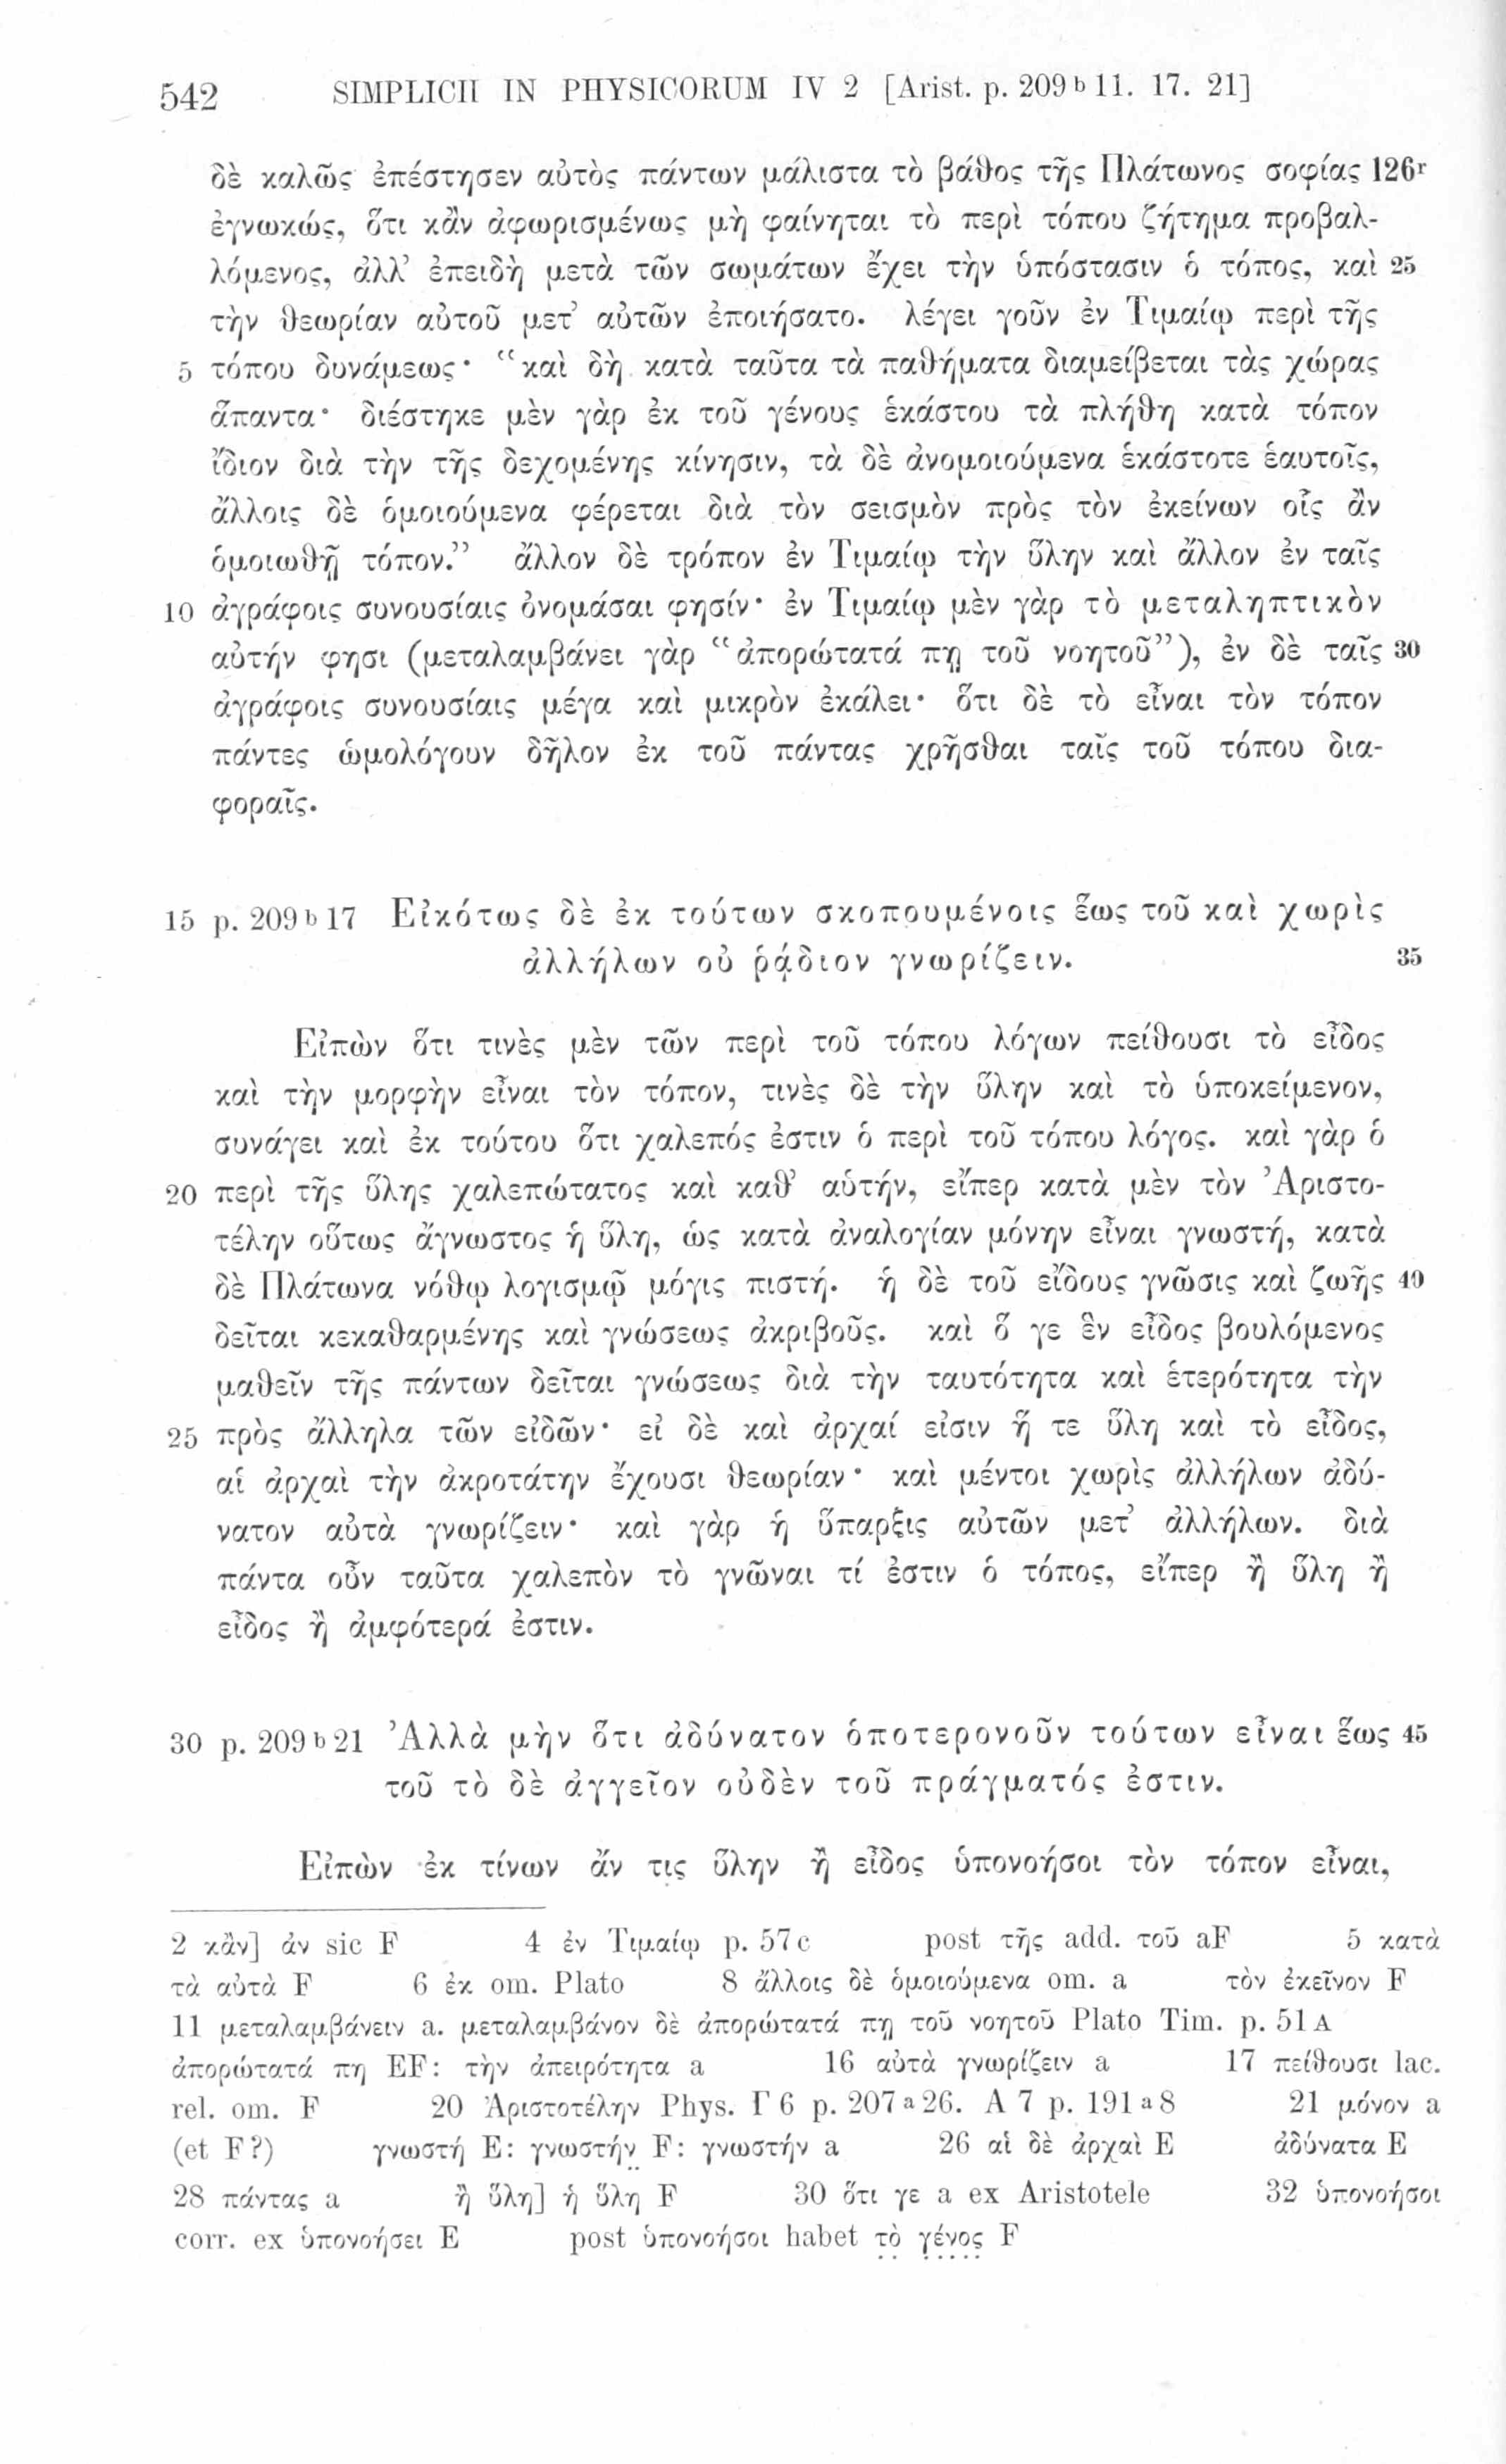 542 SIMPLICII IN PHYSICORUM IV 2 [Arist. p. 209 b 11. 17. 21]
δὲ καλῶς ἐπέστησεν αὐτὸς πάντων μάλιστα τὸ βάθος τῆς Πλάτωνος σοφίας 126r
ἐγνωκώς, ὅτι κἂν ἀφωρισμένως μὴ φαίνηται τὸ περὶ τόπου ζήτημα προβαλ-
λόμενος, ἀλλ’ ἐπειδὴ μετὰ τῶν σωμάτων ἔχει τὴν ὑπόστασιν ὁ τόπος, καὶ 25
τὴν θεωρίαν αὐτοῦ μετ’ αὐτῶν ἐποιήσατο. λέγει γοῦν ἐν Τιμαίῳ περὶ τῆς
5 τόπου δυνάμεως· “καὶ δὴ κατὰ ταῦτα τὰ παθήματα διαμείβεται τὰς χώρας
ἅπαντα· διέστηκε μὲν γὰρ ἐκ τοῦ γένους ἑκάστου τὰ πλήθη κατὰ τόπον
ἴδιον διὰ τὴν τῆς δεχομένης κίνησιν, τὰ δὲ ἀνομοιούμενα ἑκάστοτε ἑαυτοῖς,
ἄλλοις δὲ ὁμοιούμενα φέρεται διὰ τὸν σεισμὸν πρὸς τὸν ἐκείνων οἷς ἂν
ὁμοιωθῇ τόπον.” ἄλλον δὲ τρόπον ἐν Τιμαίῳ τὴν ὕλην καὶ ἄλλον ἐν ταῖς
10 ἀγράφοις συνουσίαις ὀνομάσαι φησίν· ἐν Τιμαίῳ μὲν γὰρ τὸ μεταληπτικὸν
αὐτήν φησι (μεταλαμβάνει γὰρ “ἀπορώτατά πῃ τοῦ νοητοῦ”), ἐν δὲ ταῖς 30
ἀγράφοις συνουσίαις μέγα καὶ μικρὸν ἐκάλει· ὅτι δὲ τὸ εἶναι τὸν τόπον
πάντες ὡμολόγουν δῆλον ἐκ τοῦ πάντας χρῆσθαι ταῖς τοῦ τόπου δια-
φοραῖς.
15 p. 209 b 17 Εἰκότως δὲ ἐκ τούτων σκοπουμένοις ἕως τοῦ καὶ χωρὶς
ἀλλήλων οὐ ῥᾴδιον γνωρίζειν. 35
Εἰπὼν ὅτι τινὲς μὲν τῶν περὶ τοῦ τόπου λόγων πείθουσι τὸ εἶδος
καὶ τὴν μορφὴν εἶναι τὸν τόπον, τινὲς δὲ τὴν ὕλην καὶ τὸ ὑποκείμενον,
συνάγει καὶ ἐκ τούτου ὅτι χαλεπός ἐστιν ὁ περὶ τοῦ τόπου λόγος. καὶ γὰρ ὁ
20 περὶ τῆς ὕλης χαλεπώτατος καὶ καθ’ αὑτήν, εἴπερ κατὰ μὲν τὸν Ἀριστο-
τέλην οὕτως ἄγνωστος ἡ ὕλη, ὡς κατὰ ἀναλογίαν μόνην εἶναι γνωστή, κατὰ
δὲ Πλάτωνα νόθῳ λογισμῷ μόγις πιστή. ἡ δὲ τοῦ εἴδους γνῶσις καὶ ζωῆς 40
δεῖται κεκαθαρμένης καὶ γνώσεως ἀκριβοῦς. καὶ ὅ γε ἓν εἶδος βουλόμενος
μαθεῖν τῆς πάντων δεῖται γνώσεως διὰ τὴν ταυτότητα καὶ ἑτερότητα τὴν
25 πρὸς ἄλληλα τῶν εἰδῶν· εἰ δὲ καὶ ἀρχαί εἰσιν ἥ τε ὕλη καὶ τὸ εἶδος,
αἱ ἀρχαὶ τὴν ἀκροτάτην ἔχουσι θεωρίαν· καὶ μέντοι χωρὶς ἀλλήλων ἀδύ-
νατον αὐτὰ γνωρίζειν· καὶ γὰρ ἡ ὕπαρξις αὐτῶν μετ’ ἀλλήλων. διὰ
πάντα οὖν ταῦτα χαλεπὸν τὸ γνῶναι τί ἐστιν ὁ τόπος, εἴπερ ἢ ὕλη ἢ
εἶδος ἢ ἀμφότερά ἐστιν.
30 p. 209 b 21 Ἀλλὰ μὴν ὅτι ἀδύνατον ὁποτερονοῦν τούτων εἶναι ἕως 45
τοῦ τὸ δὲ ἀγγεῖον οὐδὲν τοῦ πράγματός ἐστιν.
Εἰπὼν ἐκ τίνων ἄν τις ὕλην ἢ εἶδος ὑπονοήσοι τὸν τόπον εἶναι,
2 κἂν] ἀν sic F 4 ἐν Τιμαίῳ p. 57 c post τῆς add. τοῦ aF 5 κατὰ
τὰ αὐτὰ F 6 ἐκ om. Plato 8 ἄλλοις δὲ ὁμοιούμενα om. a τὸν ἐκεῖνον F
11 μεταλαμβάνειν a. μεταλαμβάνον δὲ ἀπορώτατά πῃ τοῦ νοητοῦ Plato Tim. p. 51 A
ἀπορώτατά πη EF: τὴν ἀπειρότητα a 16 αὐτὰ γνωρίζειν a 17 πείθουσι lac.
rel. om. F 20 Ἀριστοτέλην Phys. Γ 6 p. 207 a 26. A 7 p. 191 a 8 21 μόνον a
(et F?) γνωστή E: γνωστήν F: γνωστήν a 26 αἱ δὲ ἀρχαὶ E ἀδύνατα E
28 πάντας a ἢ ὕλη] ἡ ὕλη F 30 ὅτι γε a ex Aristotele 32 ὑπονοήσοι
corr. ex ὑπονοήσει E post ὑπονοήσοι habet τὸ γένος F